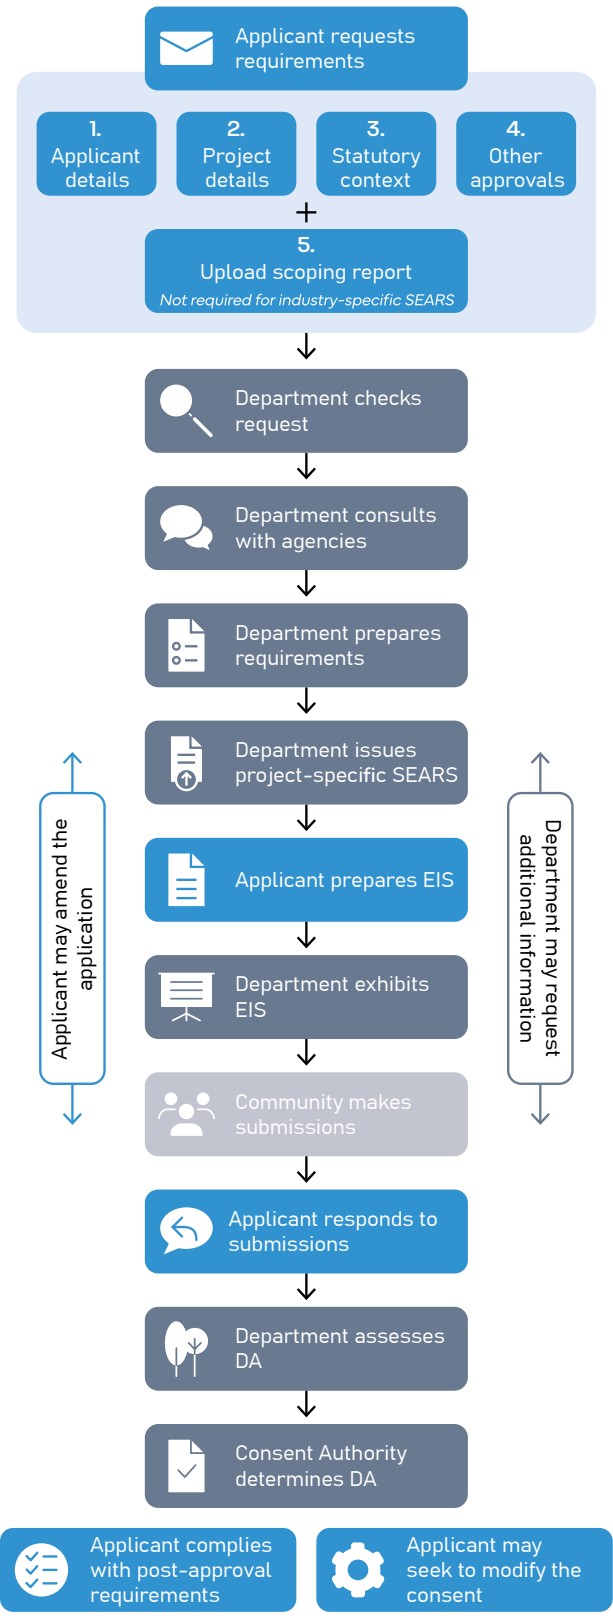 Applicant requests
requirements
1.
Applicant
details
2.
Project
details
3.
Statutory
context
4.
Other
approvals
+
5.
Upload scoping report
Not required for industry-specific SEARS
Department checks
request
Department consults
with agencies
Department prepares
requirements
Department issues
project-specific SEARS
Applicant may amend the
application
Department may request
additional information
Applicant prepares EIS
Department exhibits
EIS
Community makes
submissions
Applicant responds to
submissions
Department assesses
DA
Consent Authority
determines DA
Applicant complies
with post-approval
requirements
Applicant may
seek to modify the
consent